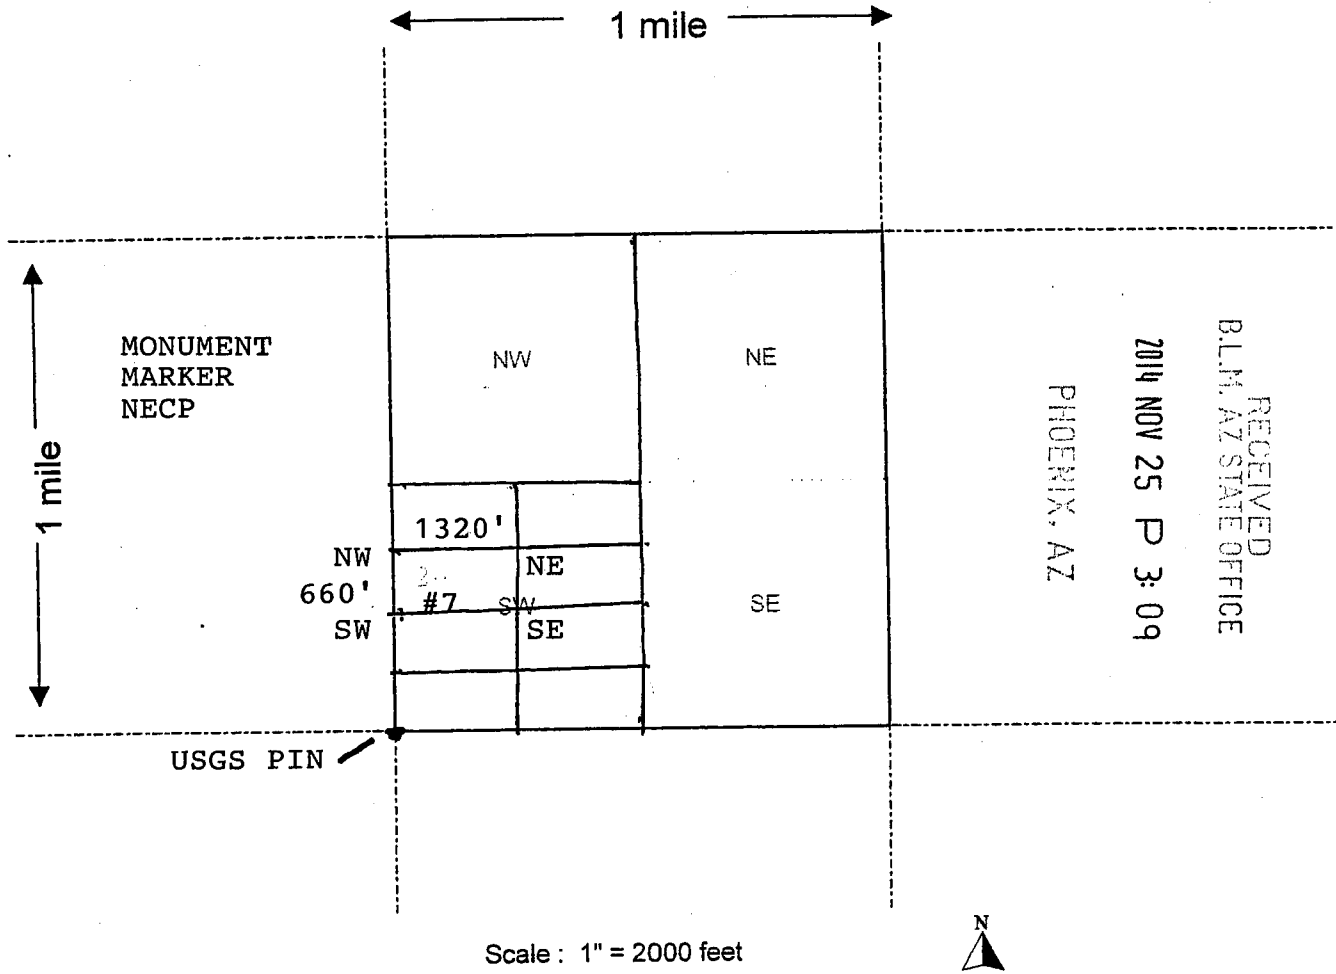 1 mile
1 mile
MONUMENT
MARKER
NECP
NW
NE
1320'
NW
NE
660'
#7
SW
SE
SW
SE
USGS PIN
RECEIVED
B.L.M. AZ STATE OFFICE
2014 NOV 25 P 3:09
PHOENIX, AZ
Scale : 1" = 2000 feet
N